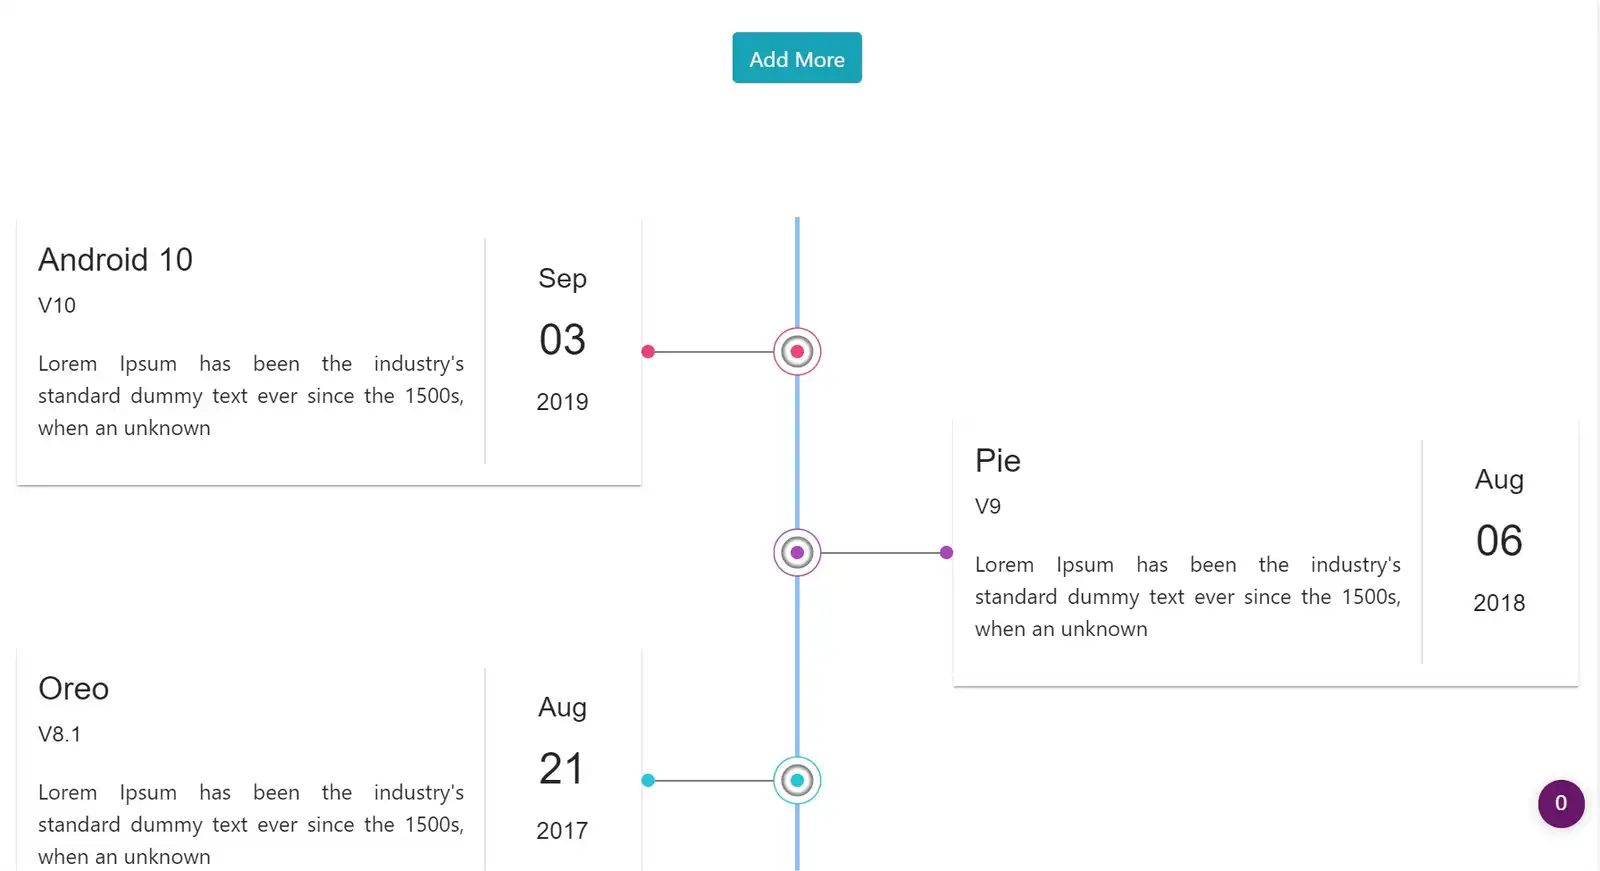 Add More
Android 10
V10
Lorem Ipsum has been the industry's
standard dummy text ever since the 1500s,
when an unknown
Sep
03
2019
Pie
V9
Lorem Ipsum has been the industry's
standard dummy text ever since the 1500s,
when an unknown
Aug
06
2018
Oreo
V8.1
Lorem Ipsum has been the industry's
standard dummy text ever since the 1500s,
when an unknown
Aug
21
2017
0